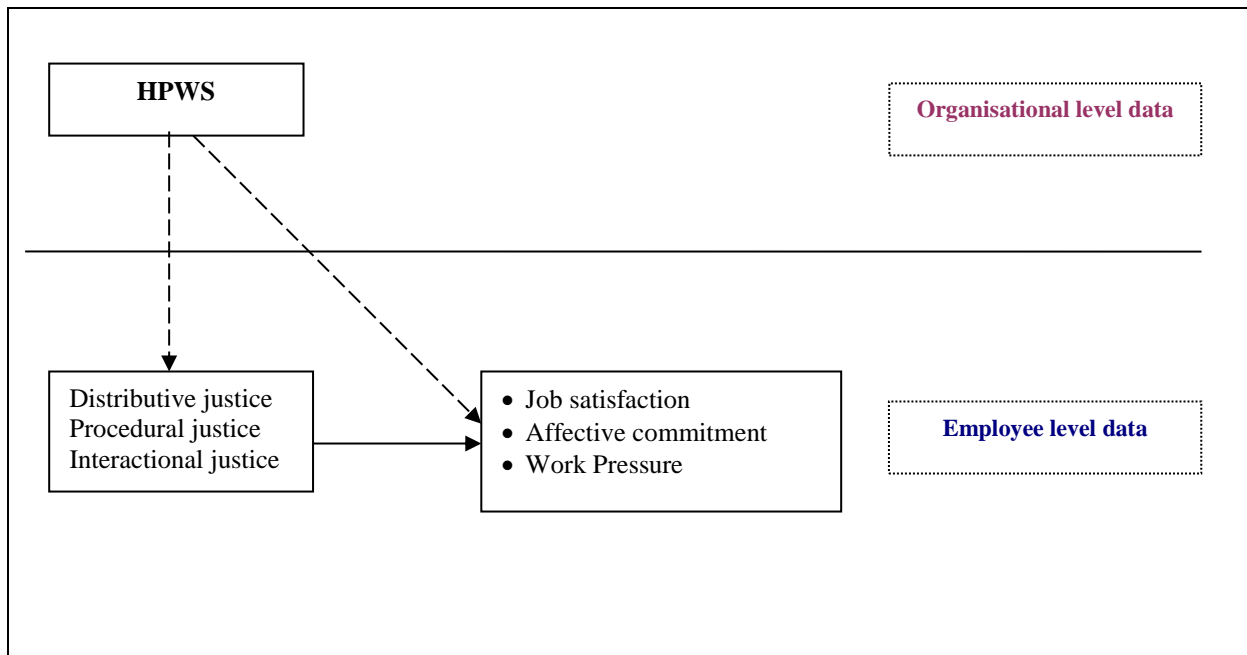 HPWS
Organisational level data
Distributive justice
Procedural justice
Interactional justice
• Job satisfaction
• Affective commitment
• Work Pressure
Employee level data